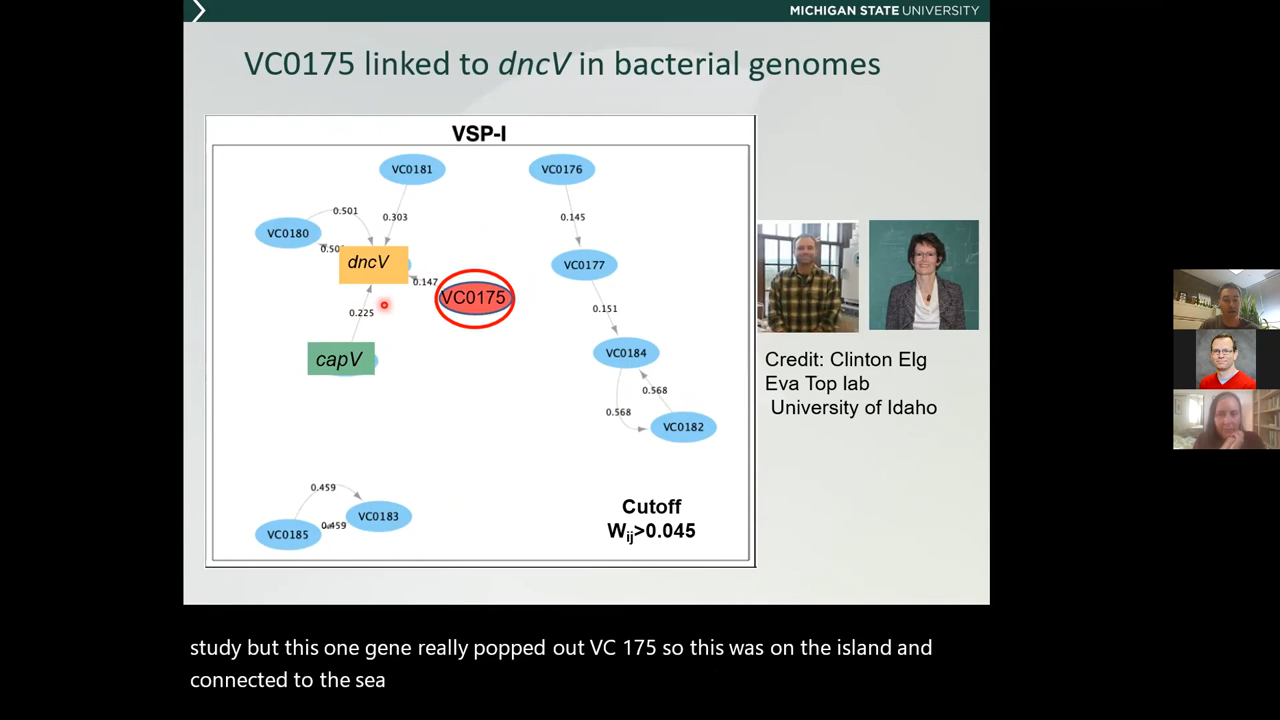 MICHIGAN STATE UNIVERSITY
VC0175 linked to dncV in bacterial genomes
VSP-I
VC0181
VC0176
0.501
0.303
0.145
VC0180
dncV
VC0177
0.147
VC0175
0.225
0.151
capV
VC0184
0.568
0.568
VC0182
0.459
VC0183
0.459
VC0185
Cutoff
Wij>0.045
Credit: Clinton Elg
Eva Top lab
University of Idaho
study but this one gene really popped out VC 175 so this was on the island and
connected to the sea